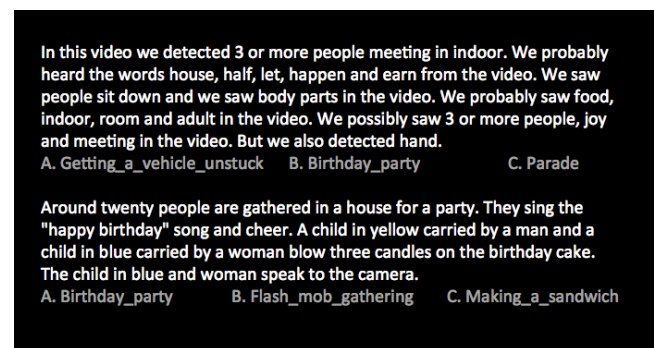 In this video we detected 3 or more people meeting in indoor. We probably
heard the words house, half, let, happen and earn from the video. We saw
people sit down and we saw body parts in the video. We probably saw food,
indoor, room and adult in the video. We possibly saw 3 or more people, joy
and meeting in the video. But we also detected hand.
A. Getting_a_vehicle_unstuck B. Birthday_party C. Parade
Around twenty people are gathered in a house for a party. They sing the
"happy birthday" song and cheer. A child in yellow carried by a man and a
child in blue carried by a woman blow three candles on the birthday cake.
The child in blue and woman speak to the camera.
A. Birthday_party B. Flash_mob_gathering C. Making_a_sandwich